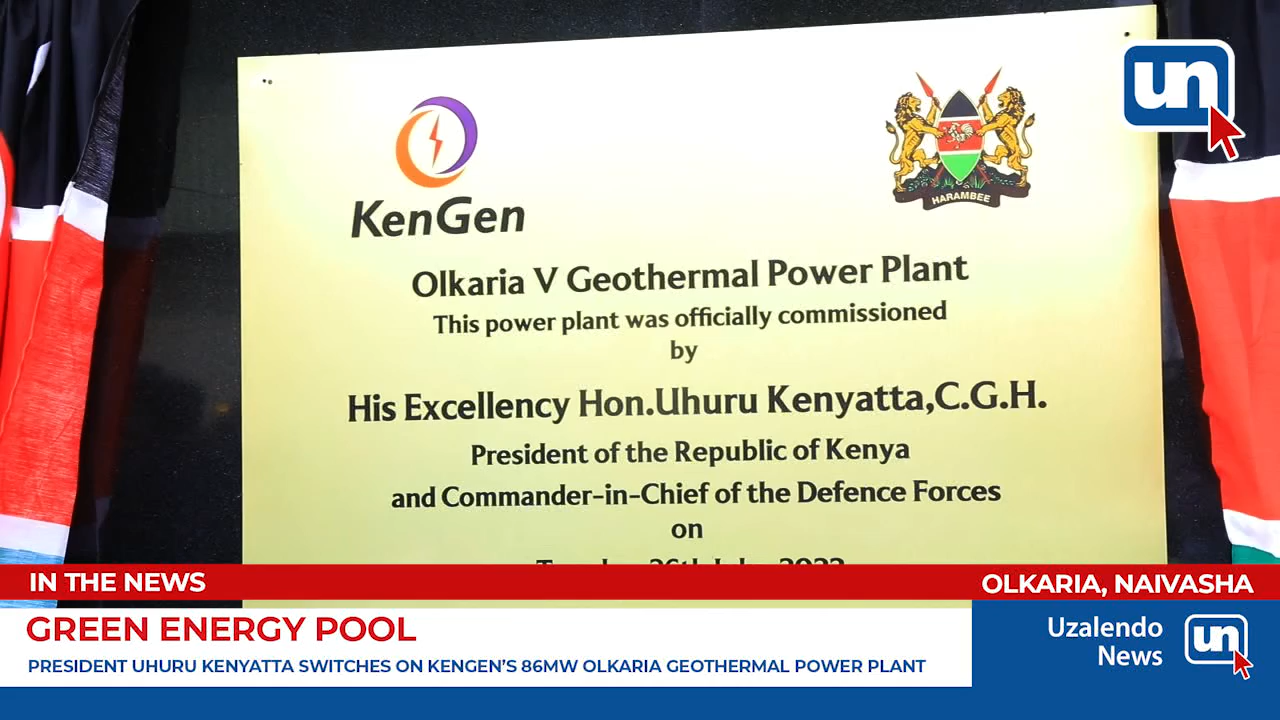 un
KenGen
HARAMBEE
Olkaria V Geothermal Power Plant
This power plant was officially commissioned
by
His Excellency Hon.Uhuru Kenyatta,C.G.H.
President of the Republic of Kenya
and Commander-in-Chief of the Defence Forces
on
IN THE NEWS
OLKARIA, NAIVASHA
GREEN ENERGY POOL
PRESIDENT UHURU KENYATTA SWITCHES ON KENGEN’S 86MW OLKARIA GEOTHERMAL POWER PLANT
Uzalendo
News
un